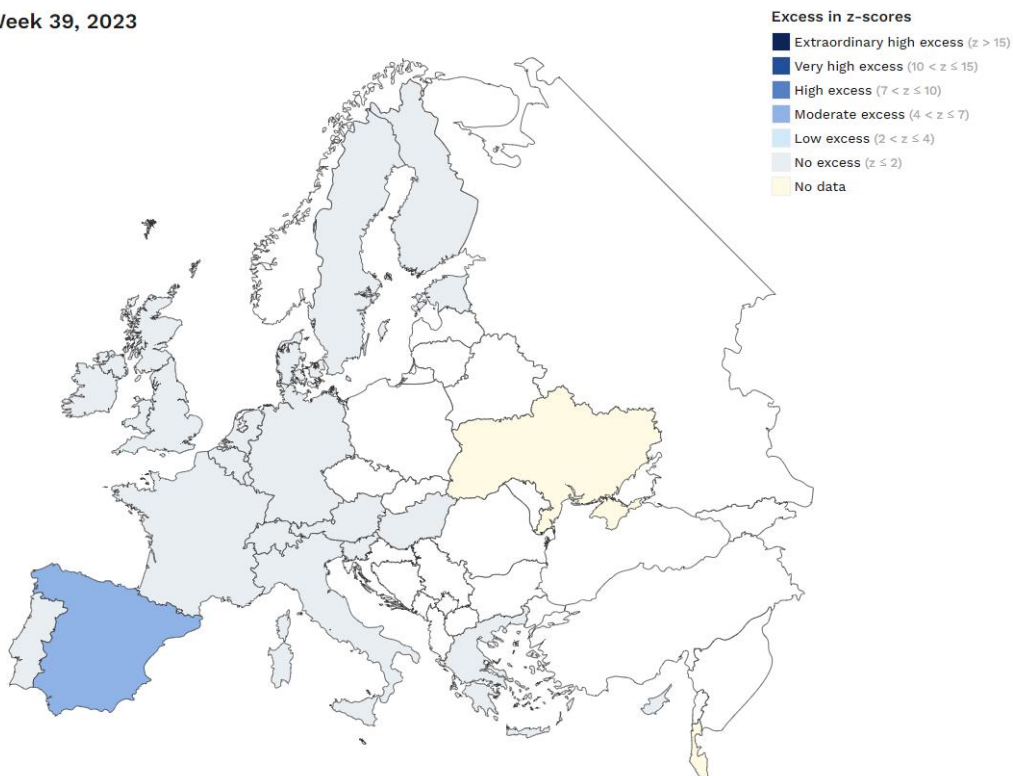 Week 39, 2023
Excess in z-scores
Extraordinary high excess (z > 15)
Very high excess (10 < z ≤ 15)
High excess (7 < z ≤ 10)
Moderate excess (4 < z ≤ 7)
Low excess (2 < z ≤ 4)
No excess (z ≤ 2)
No data